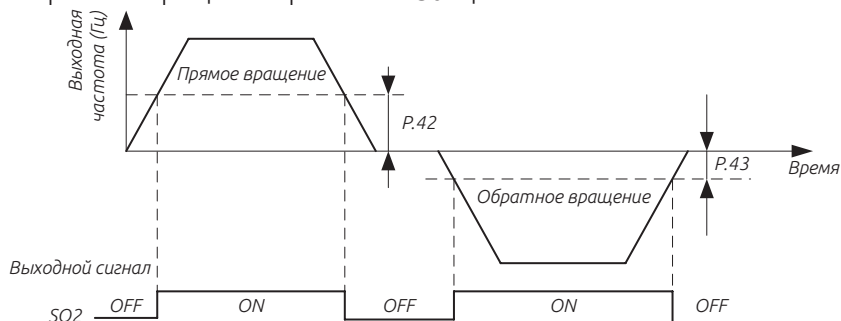 Выходная
частота (Гц)
Прямое вращение
P.42
P.43
Время
Обратное вращение
Выходной сигнал
SO2 OFF ON OFF ON OFF